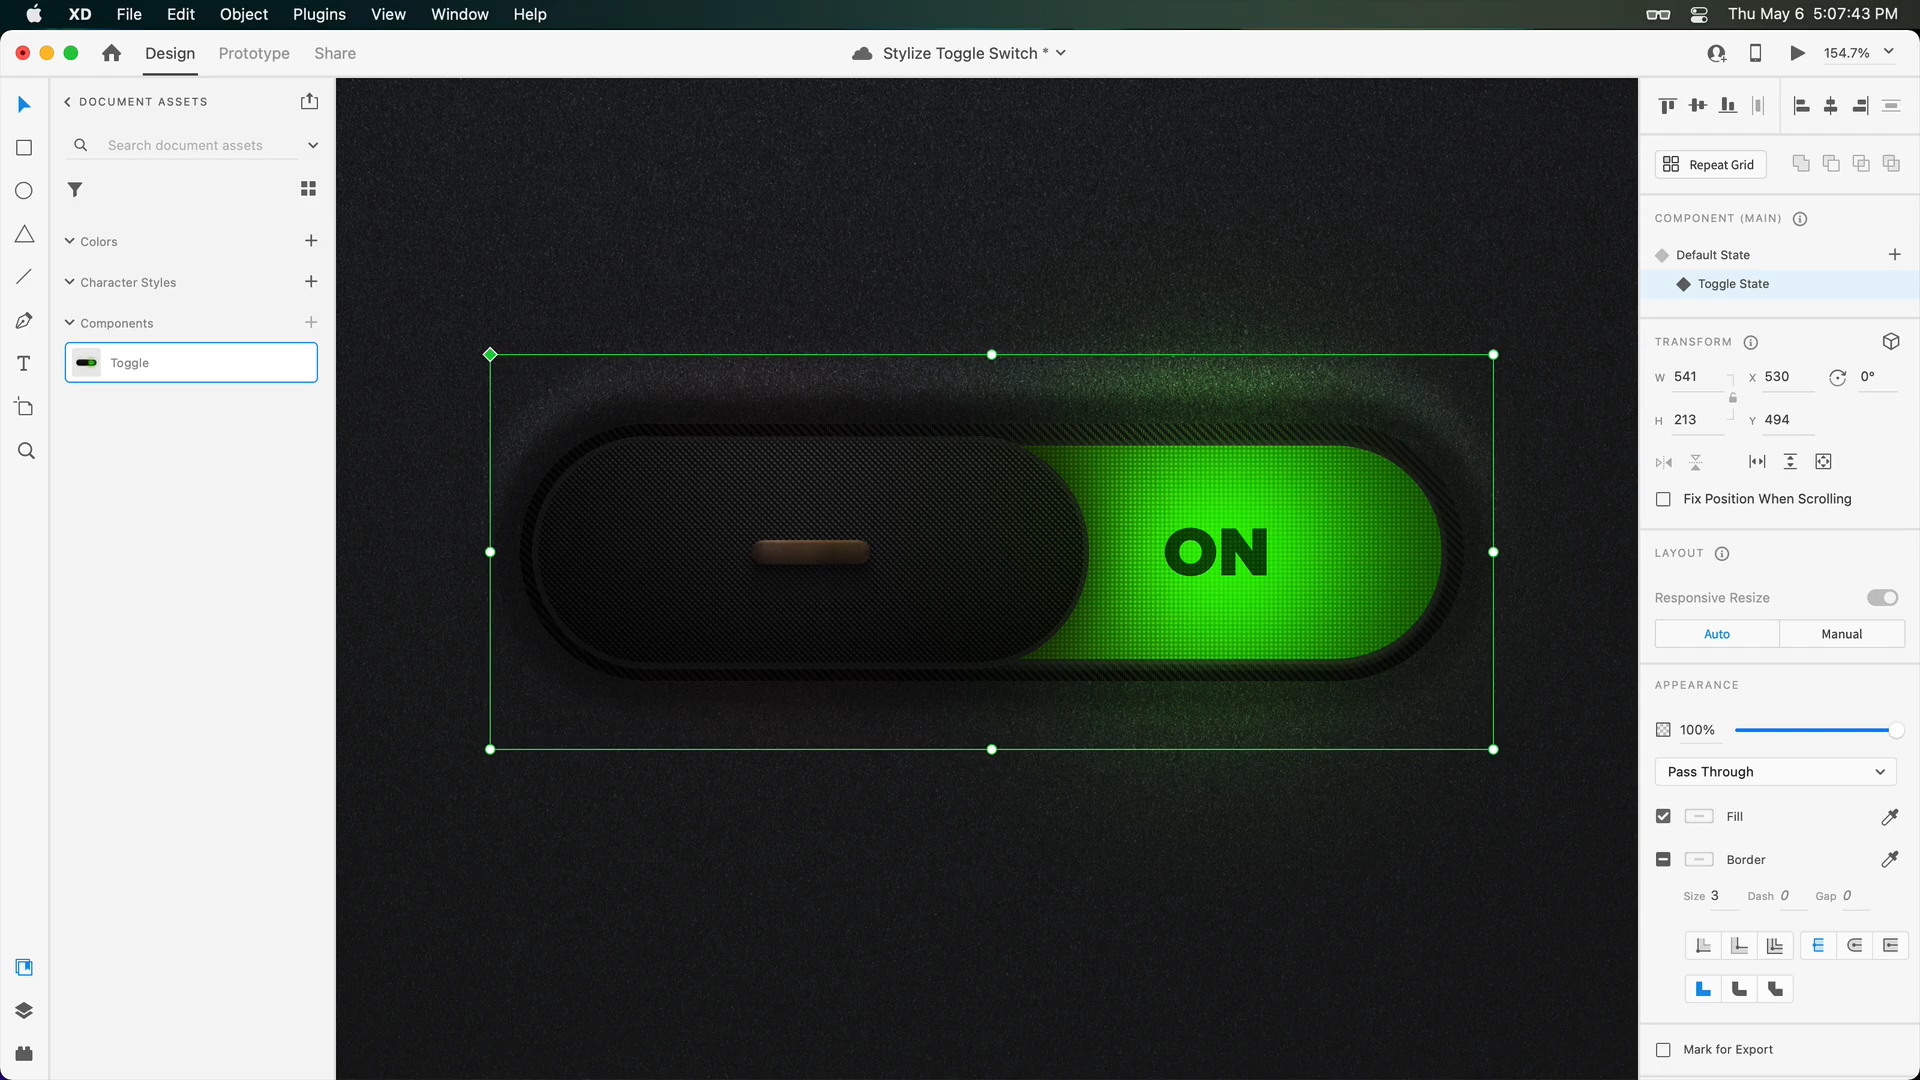 XD File Edit Object Plugins View Window Help Thu May 6 5:07:43 PM
Design Prototype Share Stylize Toggle Switch * 154.7%
DOCUMENT ASSETS
Search document assets
Colors
Character Styles
Components
Toggle
ON
Repeat Grid
COMPONENT (MAIN)
Default State
Toggle State
TRANSFORM
W 541 X 530 0°
H 213 Y 494
Fix Position When Scrolling
LAYOUT
Responsive Resize
Auto Manual
APPEARANCE
100%
Pass Through
Fill
Border
Size 3 Dash 0 Gap 0
Mark for Export